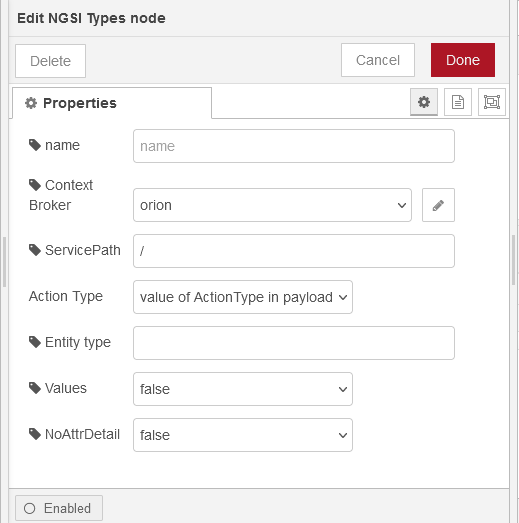 Edit NGSI Types node
Delete
Cancel
Done
Properties
name
name
Context
Broker
orion
ServicePath
/
Action Type
value of ActionType in payload
Entity type
Values
false
NoAttrDetail
false
Enabled